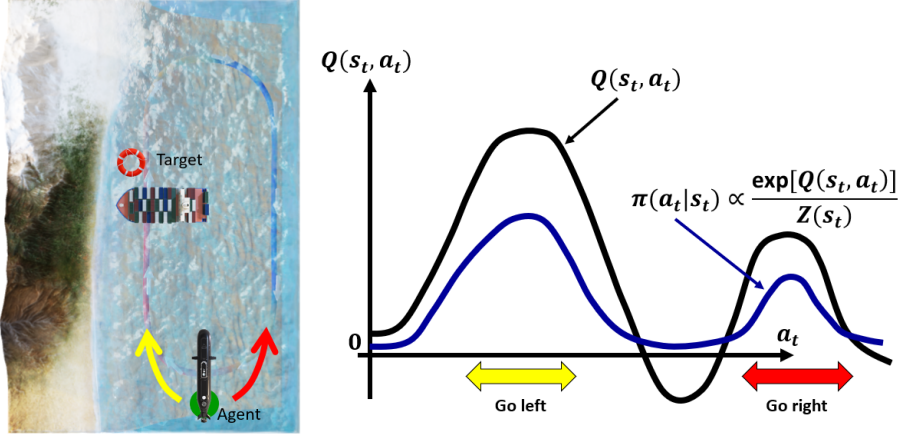 Target
Agent
Q(s_t, a_t)
Q(s_t, a_t)
π(a_t|s_t) ∝ exp[Q(s_t, a_t)] / Z(s_t)
0
a_t
Go left
Go right